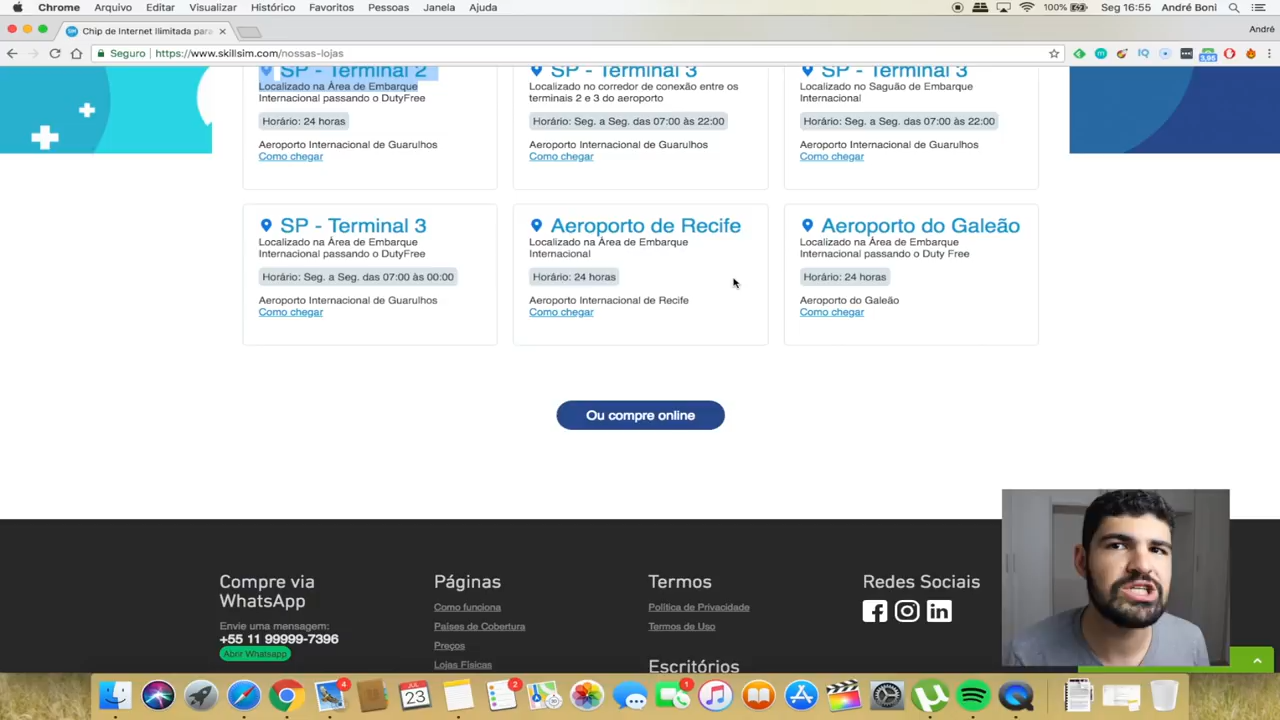 Chrome Arquivo Editar Visualizar Histórico Favoritos Pessoas Janela Ajuda 100% Seg 16:55 André Boni
Chip de Internet Ilimitada para André
Seguro https://www.skillsim.com/nossas-lojas
SP - Terminal 2
Localizado na Área de Embarque
Internacional passando o DutyFree
Horário: 24 horas
Aeroporto Internacional de Guarulhos
Como chegar
SP - Terminal 3
Localizado no corredor de conexão entre os
terminais 2 e 3 do aeroporto
Horário: Seg. a Seg. das 07:00 às 22:00
Aeroporto Internacional de Guarulhos
Como chegar
SP - Terminal 3
Localizado no Saguão de Embarque
Internacional
Horário: Seg. a Seg. das 07:00 às 22:00
Aeroporto Internacional de Guarulhos
Como chegar
SP - Terminal 3
Localizado na Área de Embarque
Internacional passando o DutyFree
Horário: Seg. a Seg. das 07:00 às 00:00
Aeroporto Internacional de Guarulhos
Como chegar
Aeroporto de Recife
Localizado na Área de Embarque
Internacional
Horário: 24 horas
Aeroporto Internacional de Recife
Como chegar
Aeroporto do Galeão
Localizado na Área de Embarque
Internacional passando o Duty Free
Horário: 24 horas
Aeroporto do Galeão
Como chegar
Ou compre online
Compre via
WhatsApp
Envie uma mensagem:
+55 11 99999-7396
Abrir Whatsapp
Páginas
Como funciona
Países de Cobertura
Preços
Lojas Físicas
Termos
Política de Privacidade
Termos de Uso
Escritórios
Redes Sociais
4
23
2
1